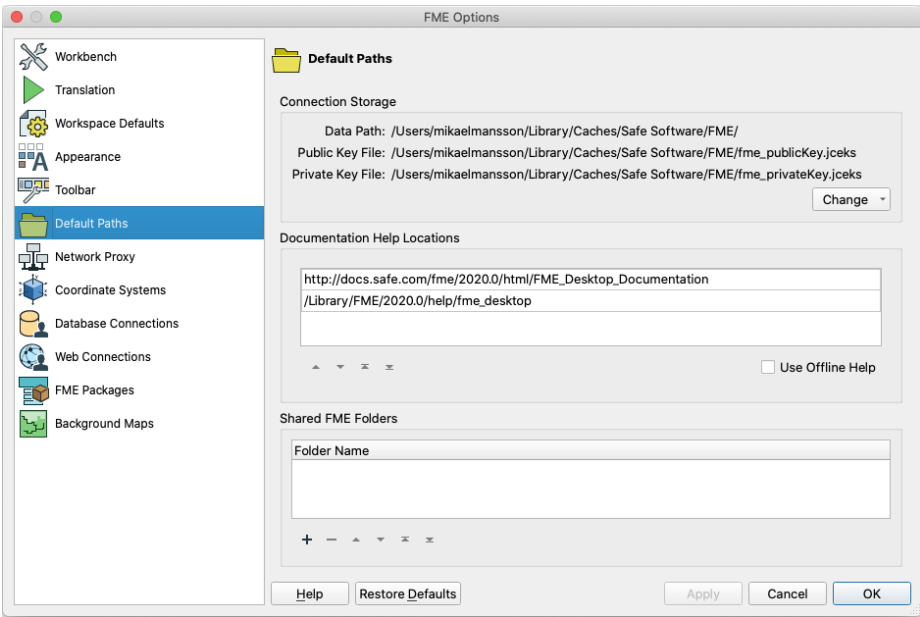 FME Options
Workbench
Translation
Workspace Defaults
Appearance
Toolbar
Default Paths
Network Proxy
Coordinate Systems
Database Connections
Web Connections
FME Packages
Background Maps
Default Paths
Connection Storage
Data Path: /Users/mikaelmansson/Library/Caches/Safe Software/FME/
Public Key File: /Users/mikaelmansson/Library/Caches/Safe Software/FME/fme_publicKey.jceks
Private Key File: /Users/mikaelmansson/Library/Caches/Safe Software/FME/fme_privateKey.jceks
Change
Documentation Help Locations
http://docs.safe.com/fme/2020.0/html/FME_Desktop_Documentation
/Library/FME/2020.0/help/fme_desktop
Use Offline Help
Shared FME Folders
Folder Name
Help
Restore Defaults
Apply
Cancel
OK